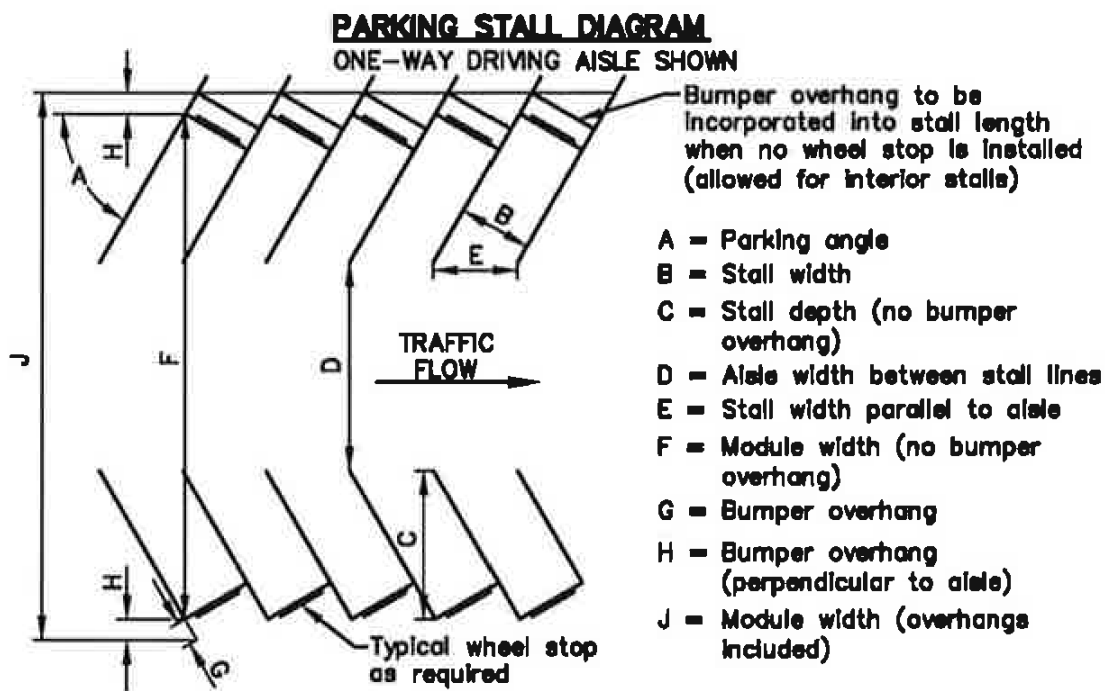 PARKING STALL DIAGRAM
ONE-WAY DRIVING AISLE SHOWN
Bumper overhang to be
incorporated into stall length
when no wheel stop is installed
(allowed for interior stalls)
H
A
B
E
A = Parking angle
B = Stall width
C = Stall depth (no bumper
overhang)
D = Aisle width between stall lines
E = Stall width parallel to aisle
F = Module width (no bumper
overhang)
G = Bumper overhang
H = Bumper overhang
(perpendicular to aisle)
J = Module width (overhangs
included)
J
F
D
TRAFFIC
FLOW
C
H
G
Typical wheel stop
as required